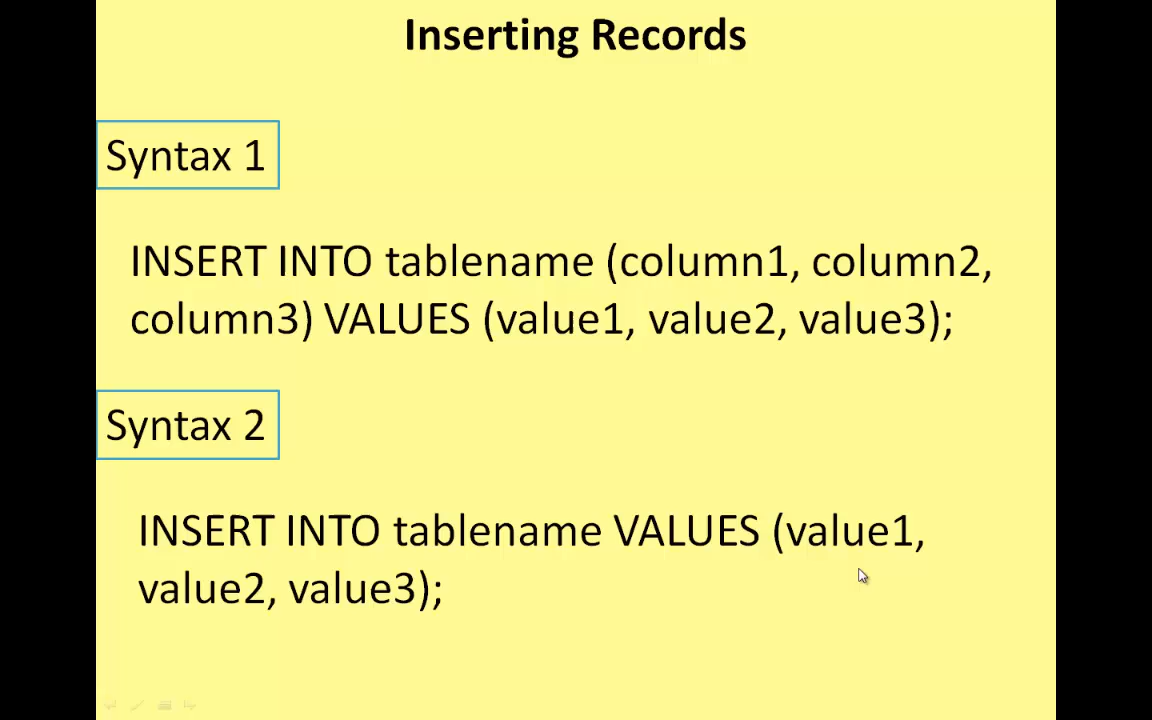 Inserting Records
Syntax 1
INSERT INTO tablename (column1, column2,
column3) VALUES (value1, value2, value3);
Syntax 2
INSERT INTO tablename VALUES (value1,
value2, value3);